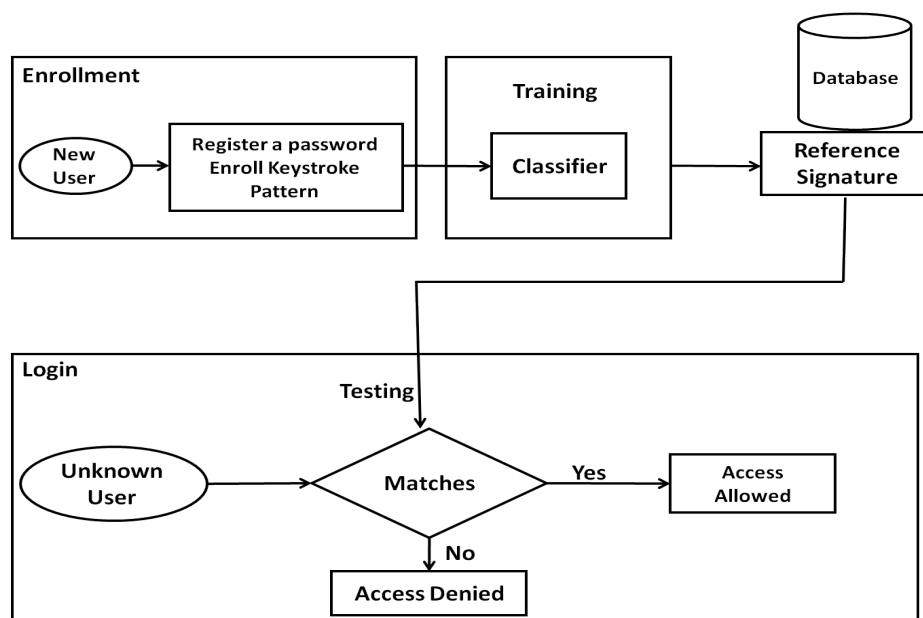 Enrollment
New
User
Register a password
Enroll Keystroke
Pattern
Training
Classifier
Database
Reference
Signature
Login
Testing
Unknown
User
Matches
Yes
Access
Allowed
No
Access Denied